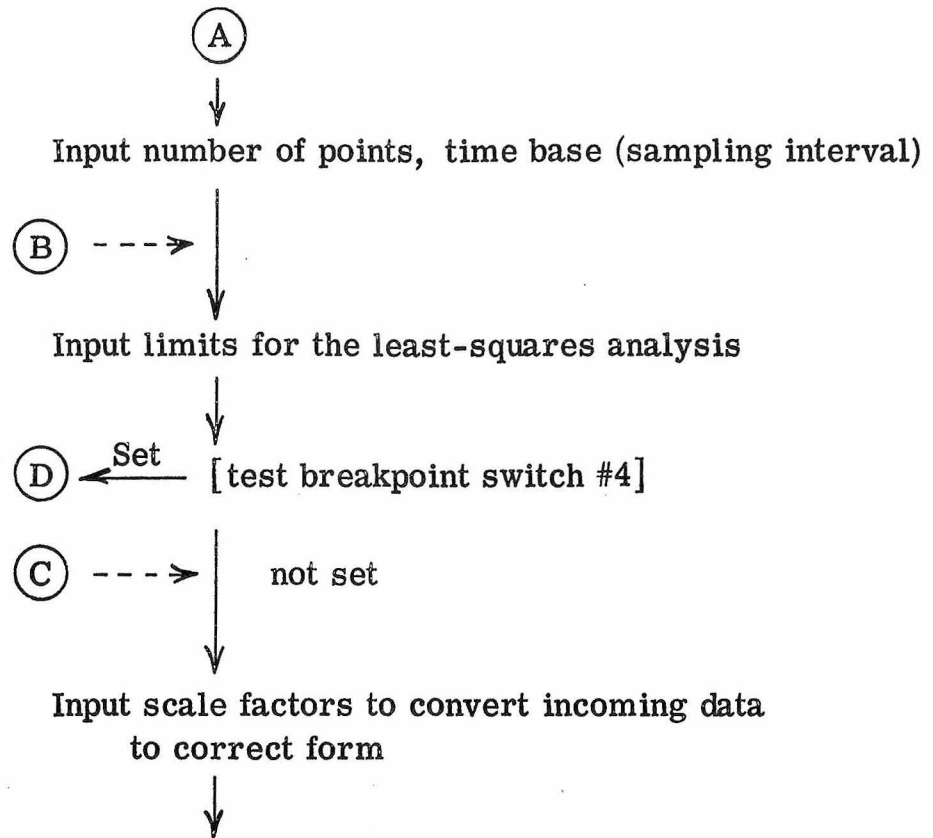 A
Input number of points, time base (sampling interval)
B
Input limits for the least-squares analysis
D Set [test breakpoint switch #4]
C not set
Input scale factors to convert incoming data
to correct form